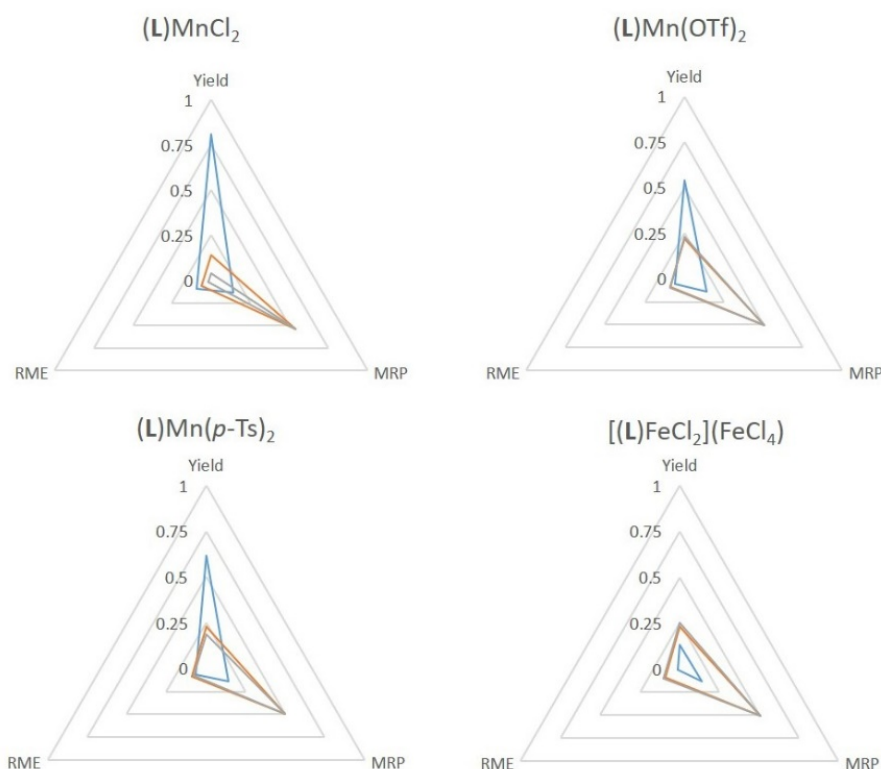 (L)MnCl₂
Yield
1
0.75
0.5
0.25
0
RME
MRP
(L)Mn(OTf)₂
Yield
1
0.75
0.5
0.25
0
RME
MRP
(L)Mn(p-Ts)₂
Yield
1
0.75
0.5
0.25
0
RME
MRP
[(L)FeCl₂](FeCl₄)
Yield
1
0.75
0.5
0.25
0
RME
MRP